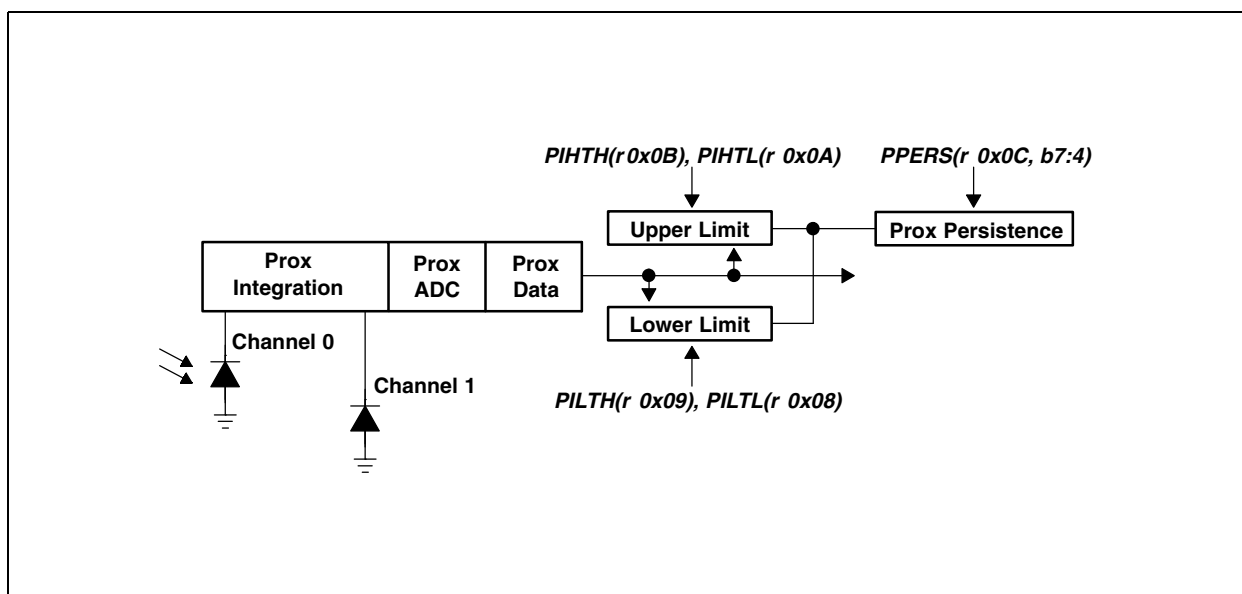 PIHTH(r 0x0B), PIHTL(r 0x0A)
PPERS(r 0x0C, b7:4)
Upper Limit
Prox Persistence
Prox
Integration
Prox
ADC
Prox
Data
Lower Limit
Channel 0
Channel 1
PILTH(r 0x09), PILTL(r 0x08)